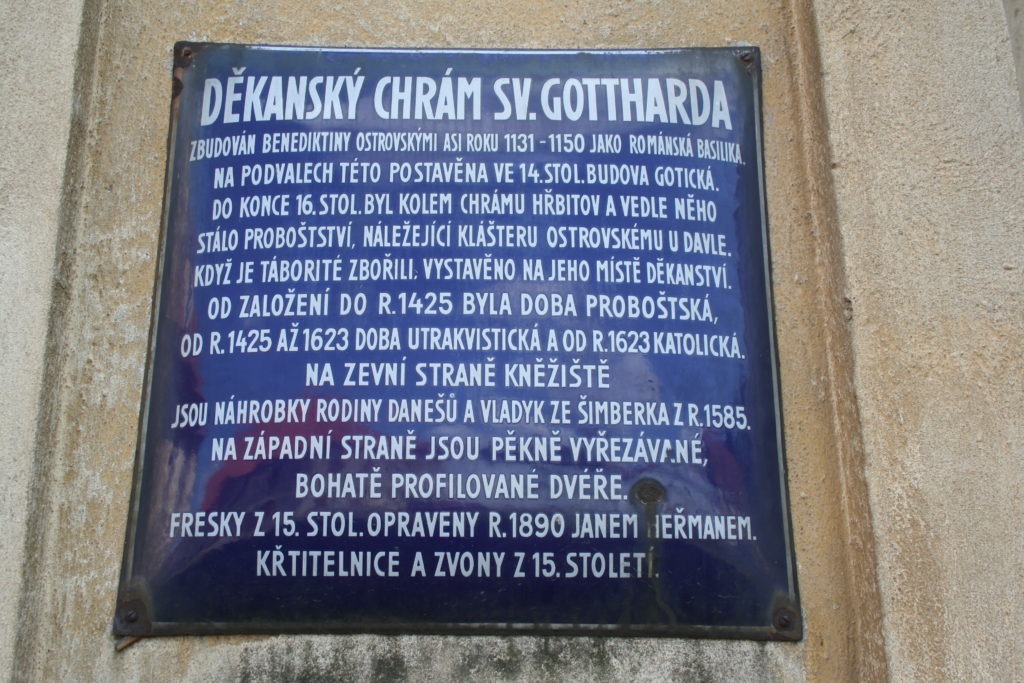 DĚKANSKÝ CHRÁM SV. GOTTHARDA
ZBUDOVÁN BENEDIKTINY OSTROVSKÝMI ASI ROKU 1131 - 1150 JAKO ROMÁNSKÁ BASILIKA.
NA PODVALECH TÉTO POSTAVĚNA VE 14. STOL. BUDOVA GOTICKÁ.
DO KONCE 16. STOL. BYL KOLEM CHRÁMU HŘBITOV A VEDLE NĚHO
STÁLO PROBOŠTSTVÍ, NÁLEŽEJÍCÍ KLÁŠTERU OSTROVSKÉMU U DAVLE.
KDYŽ JE TÁBORITÉ ZBOŘILI, VYSTAVĚNO NA JEHO MÍSTĚ DĚKANSTVÍ.
OD ZALOŽENÍ DO R. 1425 BYLA DOBA PROBOŠTSKÁ,
OD R. 1425 AŽ 1623 DOBA UTRAKVISTICKÁ A OD R. 1623 KATOLICKÁ.
NA ZEVNÍ STRANĚ KNĚŽIŠTĚ
JSOU NÁHROBKY RODINY DANEŠŮ A VLADYK ZE ŠIMBERKA Z R. 1585.
NA ZÁPADNÍ STRANĚ JSOU PĚKNĚ VYŘEZÁVANÉ,
BOHATĚ PROFILOVANÉ DVÉŘE.
FRESKY Z 15. STOL. OPRAVENY R. 1890 JANEM HEŘMANEM.
KŘTITELNICE A ZVONY Z 15. STOLETÍ.